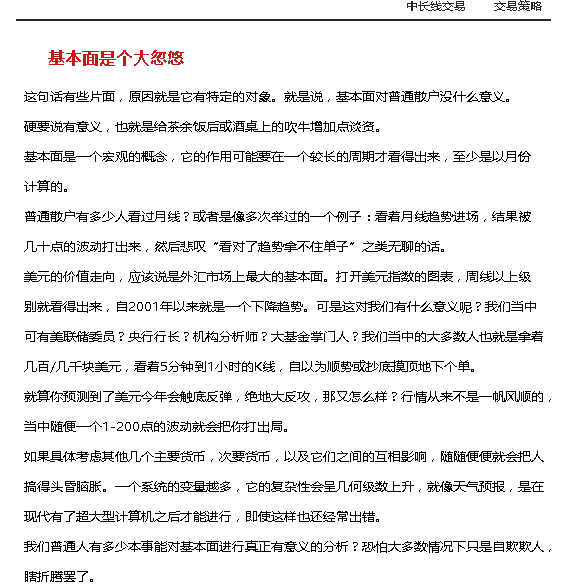 中长线交易 交易策略
基本面是个大忽悠
这句话有些片面，原因就是它有特定的对象。就是说，基本面对普通散户没什么意义。
硬要说有意义，也就是给茶余饭后或酒桌上的吹牛增加点谈资。
基本面是一个宏观的概念，它的作用可能要在一个较长的周期才看得出来，至少是以月份
计算的。
普通散户有多少人看过月线？或者是像多次举过的一个例子：看着月线趋势进场，结果被
几十点的波动打出来，然后悲叹“看对了趋势拿不住单子”之类无聊的话。
美元的价值走向，应该说是外汇市场上最大的基本面。打开美元指数的图表，周线以上级
别就看得出来，自2001年以来就是一个下降趋势。可是这对我们有什么意义呢？我们当中
可有美联储委员？央行行长？机构分析师？大基金掌门人？我们当中的大多数人也就是拿着
几百/几千块美元，看着5分钟到1小时的K线，自以为顺势或抄底摸顶地下个单。
就算你预测到了美元今年会触底反弹，绝地大反攻，那又怎么样？行情从来不是一帆风顺的，
当中随便一个1-200点的波动就会把你打出局。
如果具体考虑其他几个主要货币，次要货币，以及它们之间的互相影响，随随便便就会把人
搞得头昏脑胀。一个系统的变量越多，它的复杂性会呈几何级数上升，就像天气预报，是在
现代有了超大型计算机之后才能进行，即使这样也还经常出错。
我们普通人有多少本事能对基本面进行真正有意义的分析？恐怕大多数情况下只是自欺欺人，
瞎折腾罢了。